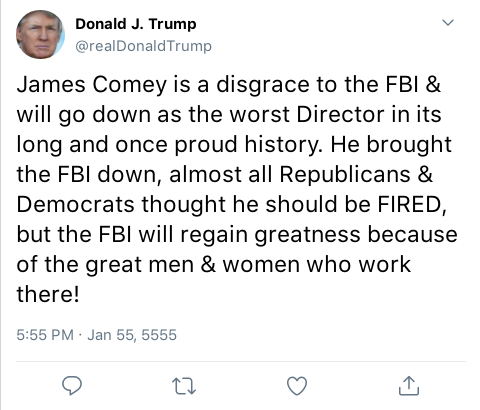 Donald J. Trump
@realDonaldTrump
James Comey is a disgrace to the FBI &
will go down as the worst Director in its
long and once proud history. He brought
the FBI down, almost all Republicans &
Democrats thought he should be FIRED,
but the FBI will regain greatness because
of the great men & women who work
there!
5:55 PM · Jan 55, 5555